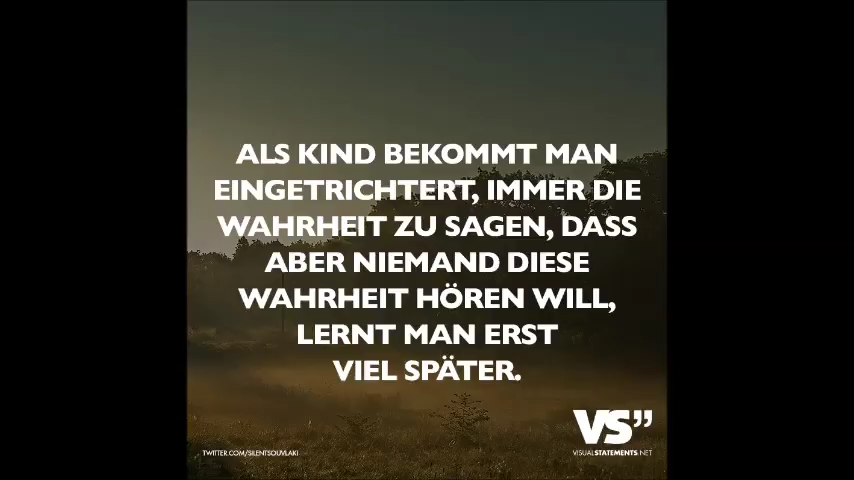 ALS KIND BEKOMMT MAN
EINGETRICHTERT, IMMER DIE
WAHRHEIT ZU SAGEN, DASS
ABER NIEMAND DIESE
WAHRHEIT HÖREN WILL,
LERNT MAN ERST
VIEL SPÄTER.
VS"
TWITTER.COM/SILENTSOUVLAKI
VISUALSTATEMENTS.NET